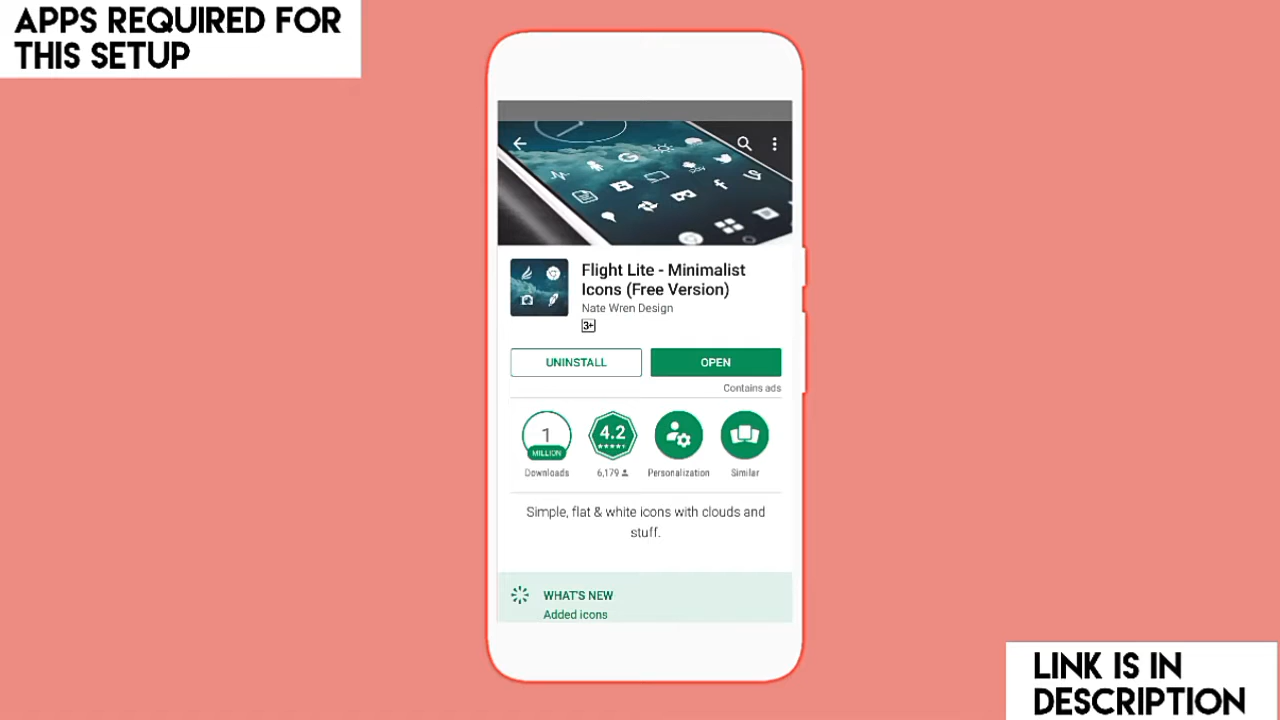 APPS REQUIRED FOR
THIS SETUP
Flight Lite - Minimalist
Icons (Free Version)
Nate Wren Design
3+
UNINSTALL
OPEN
Contains ads
1
MILLION
Downloads
4.2
6,179
Personalization
Similar
Simple, flat & white icons with clouds and
stuff.
WHAT'S NEW
Added icons
LINK IS IN
DESCRIPTION